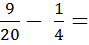 9/20 − 1/4 =